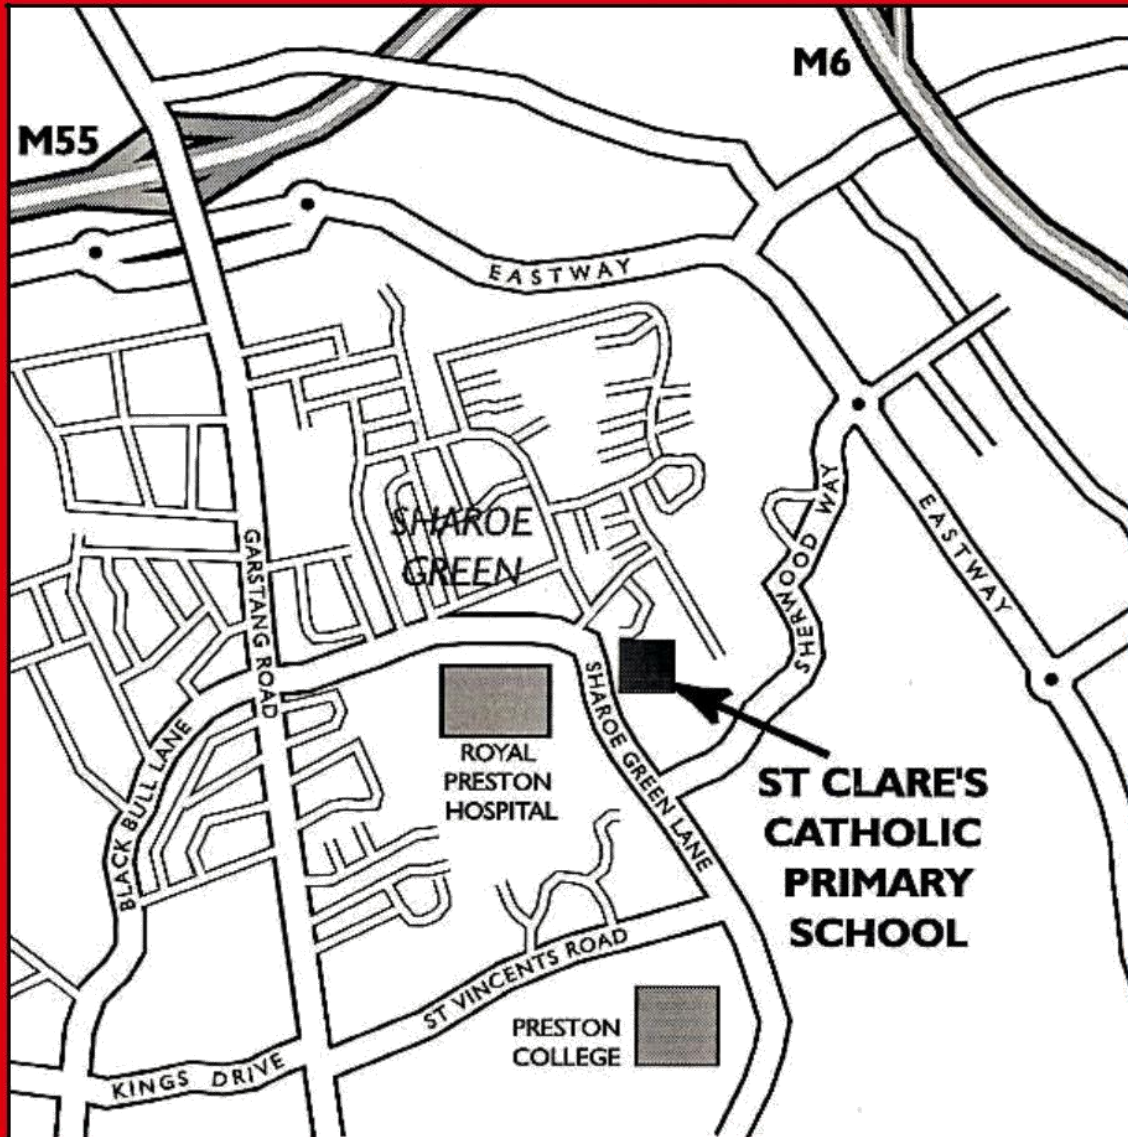 M6
M55
EASTWAY
SHAROE
GREEN
GARSTANG ROAD
SHERWOOD WAY
EASTWAY
SHAROE GREEN LANE
ROYAL
PRESTON
HOSPITAL
BLACK BULL LANE
ST CLARE'S
CATHOLIC
PRIMARY
SCHOOL
ST VINCENTS ROAD
PRESTON
COLLEGE
KINGS DRIVE